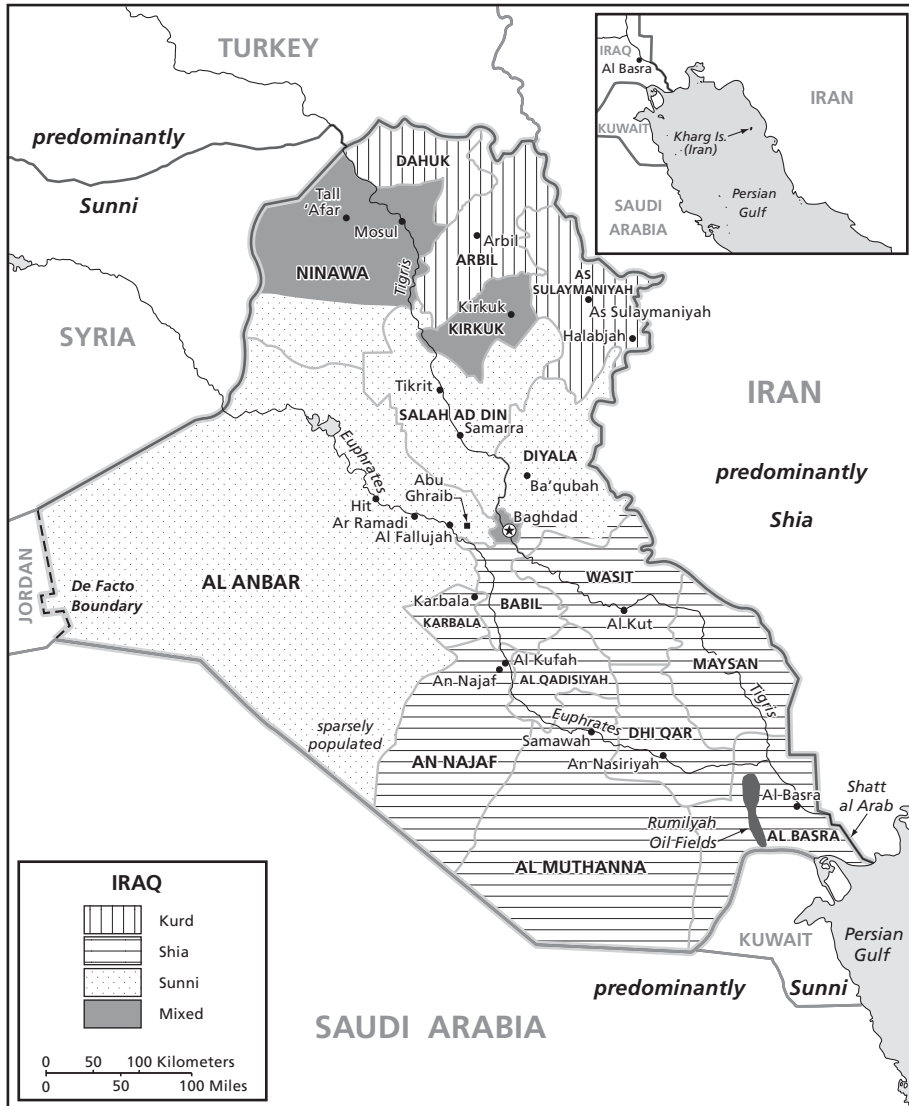 TURKEY
predominantly
Sunni
IRAQ
Al Basra
IRAN
KUWAIT
Kharg Is.
(Iran)
SAUDI
ARABIA
Persian
Gulf
DAHUK
Tall
'Afar
Mosul
NINAWA
Tigris
Arbil
ARBIL
AS
SULAYMANIYAH
As Sulaymaniyah
Kirkuk
KIRKUK
Halabjah
SYRIA
Tikrit
SALAH AD DIN
Samarra
IRAN
predominantly
Shia
DIYALA
Ba'qubah
Euphrates
Abu
Ghraib
Baghdad
Hit
Ar Ramadi
Al Fallujah
JORDAN
De Facto
Boundary
AL ANBAR
WASIT
Karbala
KARBALA
BABIL
Al Kut
Al Kufah
An Najaf
AL QADISIYAH
MAYSAN
Tigris
Euphrates
Samawah
DHI QAR
An Nasiriyah
sparsely
populated
AN NAJAF
Al Basra
Shatt
al Arab
Rumilyah
Oil Fields
AL BASRA
AL MUTHANNA
KUWAIT
Persian
Gulf
predominantly
Sunni
SAUDI ARABIA
IRAQ
Kurd
Shia
Sunni
Mixed
0 50 100 Kilometers
0 50 100 Miles